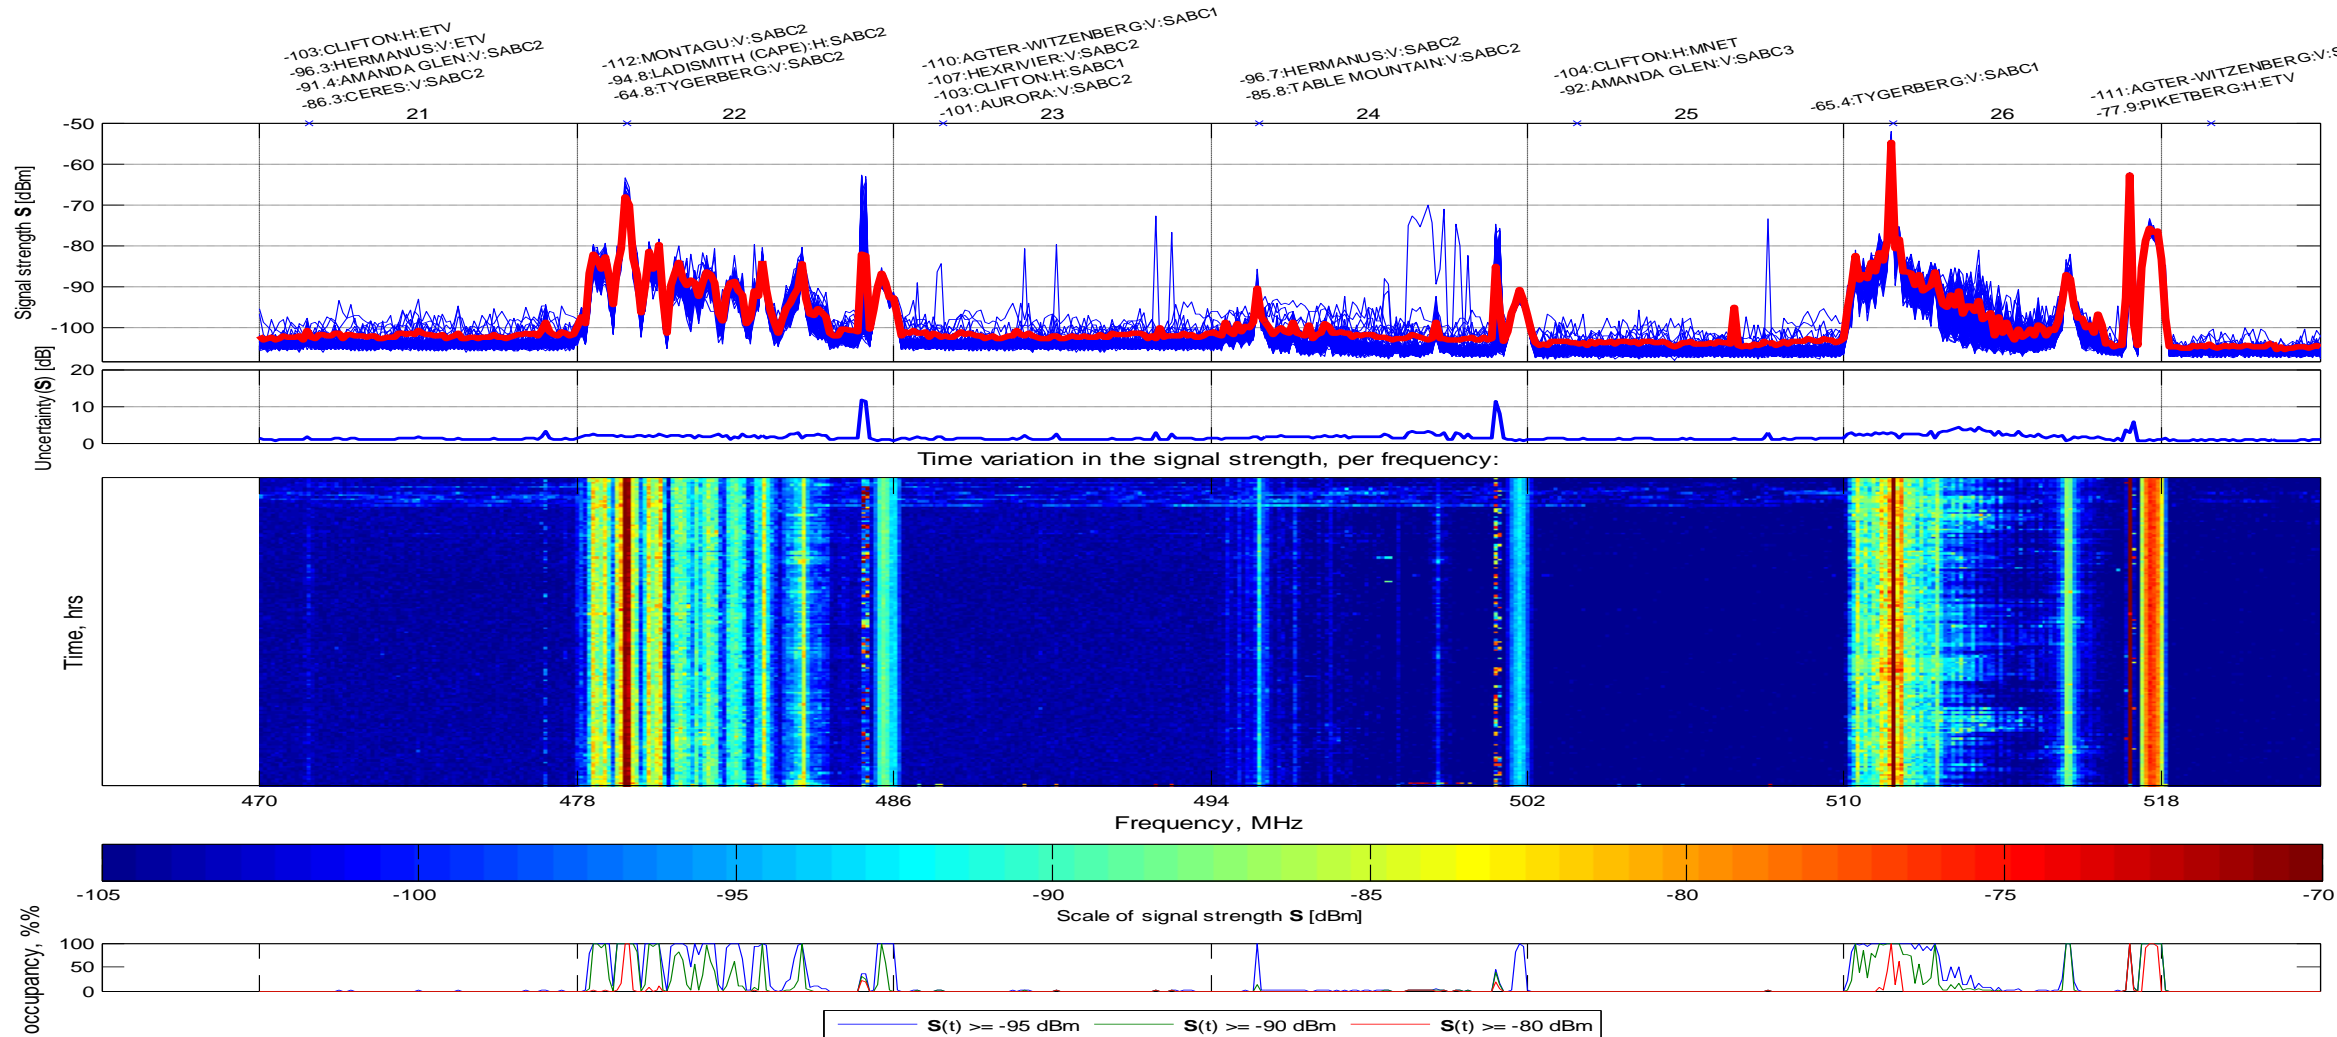 -103:CLIFTON:H:ETV
-96.3:HERMANUS:V:ETV
-91.4:AMANDA GLEN:V:SABC2
-86.3:CERES:V:SABC2
-112:MONTAGU:V:SABC2
-94.8:LADISMITH (CAPE):H:SABC2
-64.8:TYGERBERG:V:SABC2
-110:AGTER-WITZENBERG:V:SABC1
-107:HEXRIVIER:V:SABC2
-103:CLIFTON:H:SABC1
-101:AURORA:V:SABC2
-96.7:HERMANUS:V:SABC2
-85.8:TABLE MOUNTAIN:V:SABC2
-104:CLIFTON:H:MNET
-92:AMANDA GLEN:V:SABC3
-65.4:TYGERBERG:V:SABC1
-111:AGTER-WITZENBERG:V:S
-77.9:PIKETBERG:H:ETV
21 22 23 24 25 26
Signal strength S [dBm]
-50
-60
-70
-80
-90
-100
Uncertainty(S) [dB]
20
10
0
Time variation in the signal strength, per frequency:
Time, hrs
470 478 486 494 502 510 518
Frequency, MHz
-105 -100 -95 -90 -85 -80 -75 -70
Scale of signal strength S [dBm]
occupancy, %%
100
50
0
S(t) >= -95 dBm S(t) >= -90 dBm S(t) >= -80 dBm